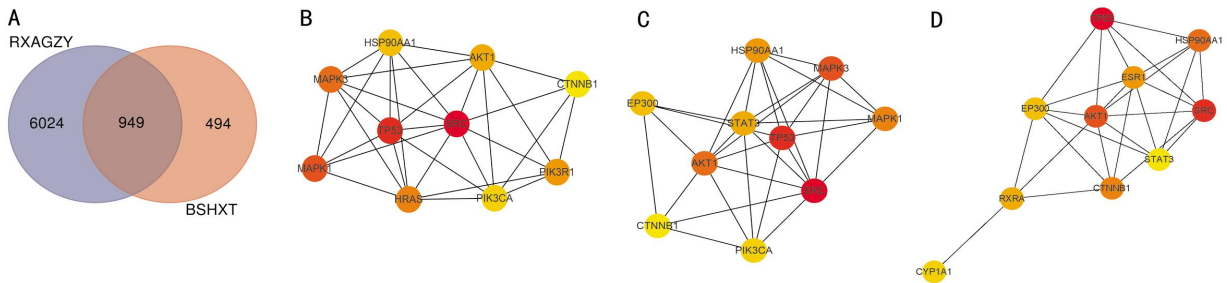 A
RXAGZY
6024
949
494
BSHXT
B
HSP90AA1
AKT1
MAPK3
CTNNB1
TP53
MAPK1
PIK3R1
HRAS
PIK3CA
C
HSP90AA1
MAPK3
EP300
STAT3
MAPK1
TP53
AKT1
CTNNB1
PIK3CA
D
HSP90AA1
ESR1
EP300
AKT1
SRC
STAT3
CTNNB1
RXRA
CYP1A1